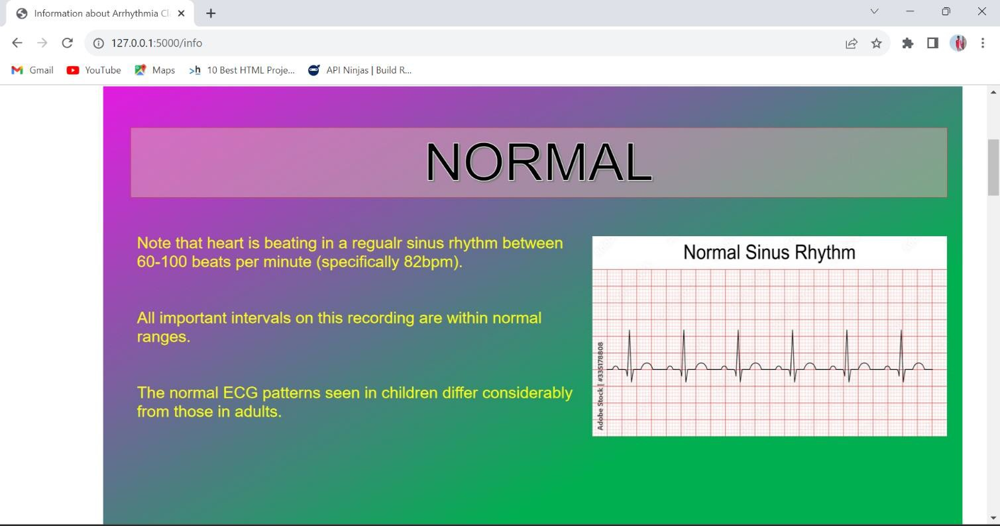 Information about Arrhythmia Cl
127.0.0.1:5000/info
Gmail
YouTube
Maps
>h
10 Best HTML Proje...
API Ninjas | Build R...
NORMAL
Note that heart is beating in a regualr sinus rhythm between
60-100 beats per minute (specifically 82bpm).
All important intervals on this recording are within normal
ranges.
The normal ECG patterns seen in children differ considerably
from those in adults.
Normal Sinus Rhythm
Adobe Stock | #335178808